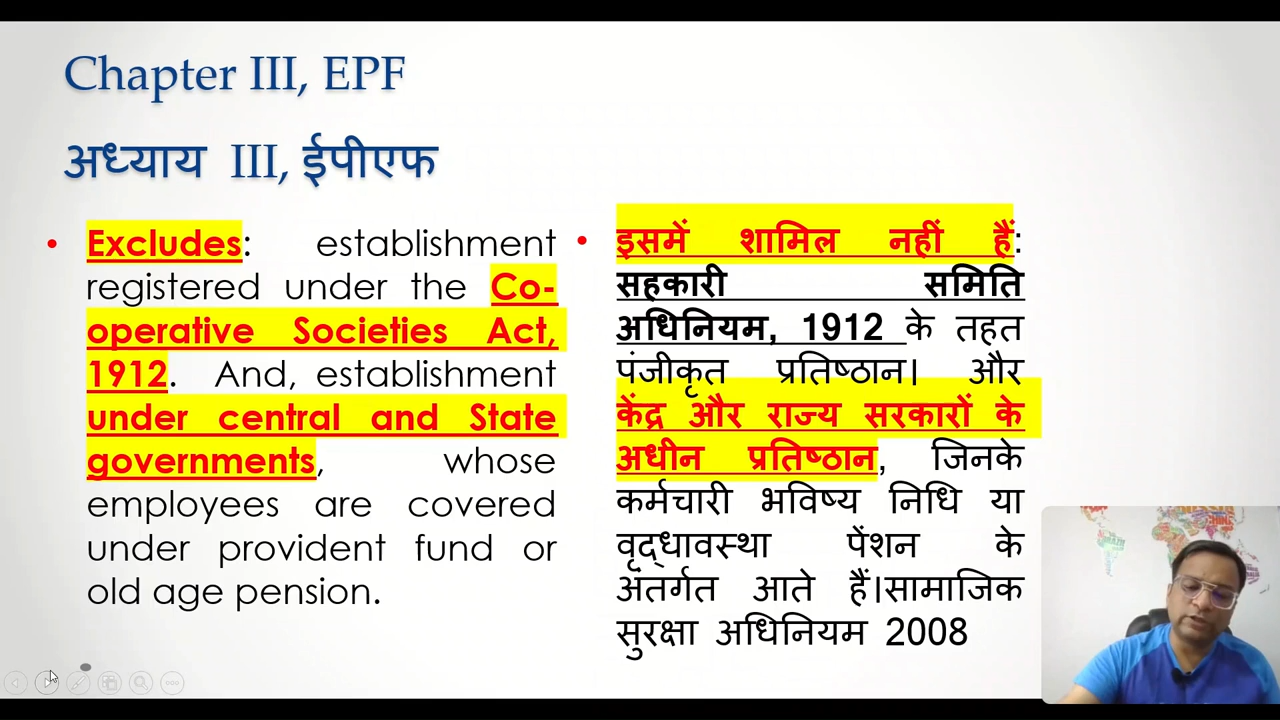 Chapter III, EPF
अध्याय III, ईपीएफ
• Excludes: establishment
registered under the Co-
operative Societies Act,
1912. And, establishment
under central and State
governments, whose
employees are covered
under provident fund or
old age pension.
• इसमें शामिल नहीं हैं:
सहकारी समिति
अधिनियम, 1912 के तहत
पंजीकृत प्रतिष्ठान। और
केंद्र और राज्य सरकारों के
अधीन प्रतिष्ठान, जिनके
कर्मचारी भविष्य निधि या
वृद्धावस्था पेंशन के
अंतर्गत आते हैं।सामाजिक
सुरक्षा अधिनियम 2008